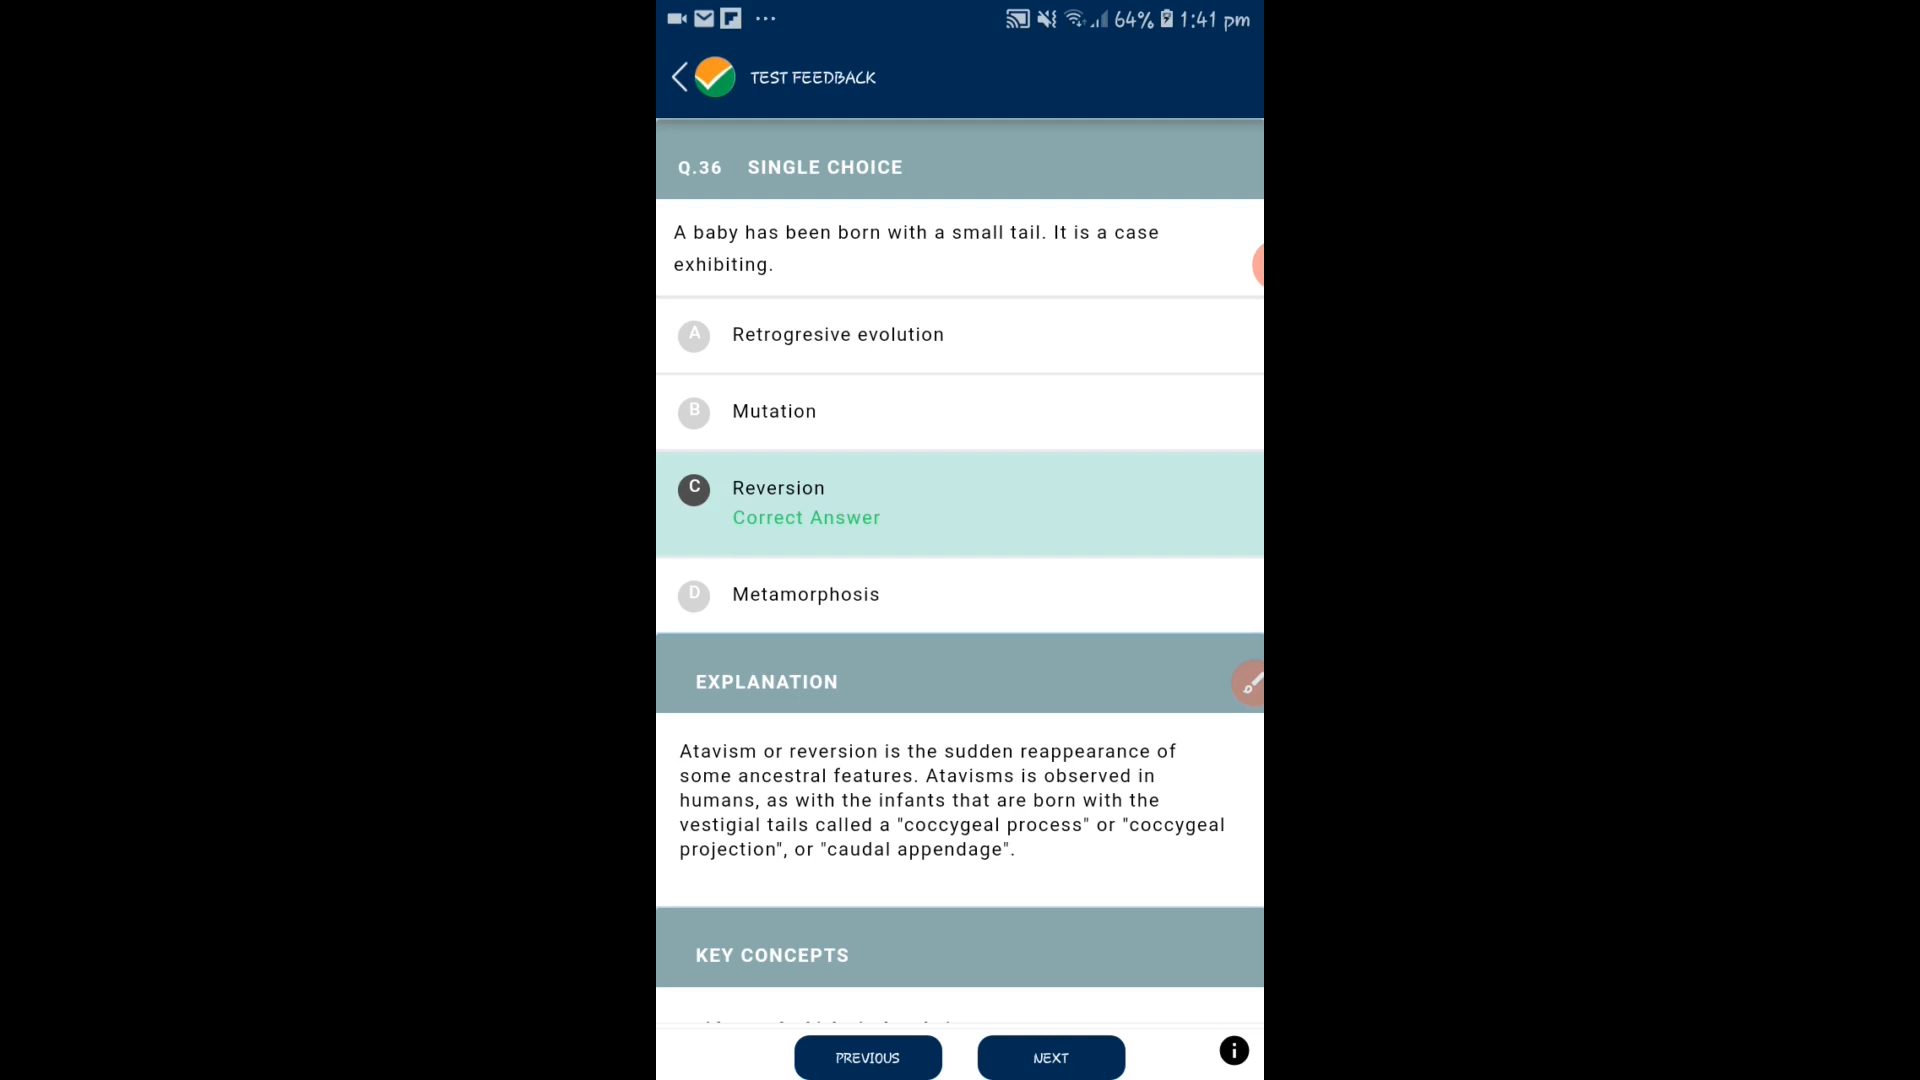 64% 1:41 pm
TEST FEEDBACK
Q.36 SINGLE CHOICE
A baby has been born with a small tail. It is a case
exhibiting.
A Retrogresive evolution
B Mutation
C Reversion
Correct Answer
D Metamorphosis
EXPLANATION
Atavism or reversion is the sudden reappearance of
some ancestral features. Atavisms is observed in
humans, as with the infants that are born with the
vestigial tails called a "coccygeal process" or "coccygeal
projection", or "caudal appendage".
KEY CONCEPTS
PREVIOUS NEXT